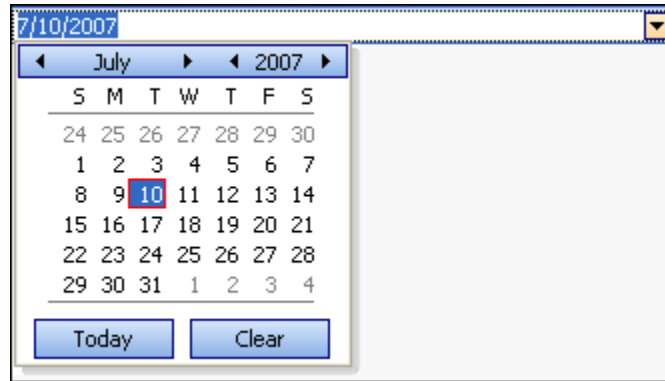 7/10/2007
July 2007
S M T W T F S
24 25 26 27 28 29 30
1 2 3 4 5 6 7
8 9 10 11 12 13 14
15 16 17 18 19 20 21
22 23 24 25 26 27 28
29 30 31 1 2 3 4
Today Clear